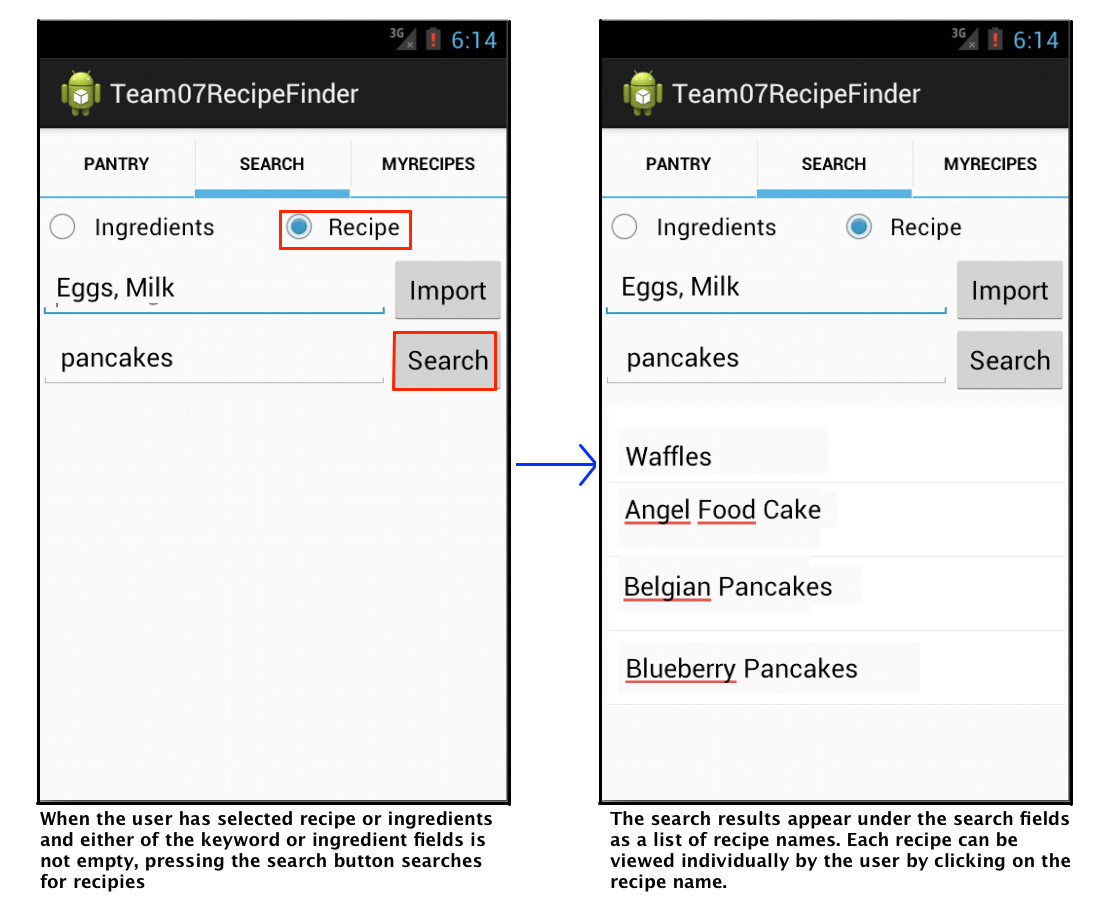 3G 6:14
Team07RecipeFinder
PANTRY SEARCH MYRECIPES
Ingredients Recipe
Eggs, Milk Import
pancakes Search
When the user has selected recipe or ingredients
and either of the keyword or ingredient fields is
not empty, pressing the search button searches
for recipies
3G 6:14
Team07RecipeFinder
PANTRY SEARCH MYRECIPES
Ingredients Recipe
Eggs, Milk Import
pancakes Search
Waffles
Angel Food Cake
Belgian Pancakes
Blueberry Pancakes
The search results appear under the search fields
as a list of recipe names. Each recipe can be
viewed individually by the user by clicking on the
recipe name.